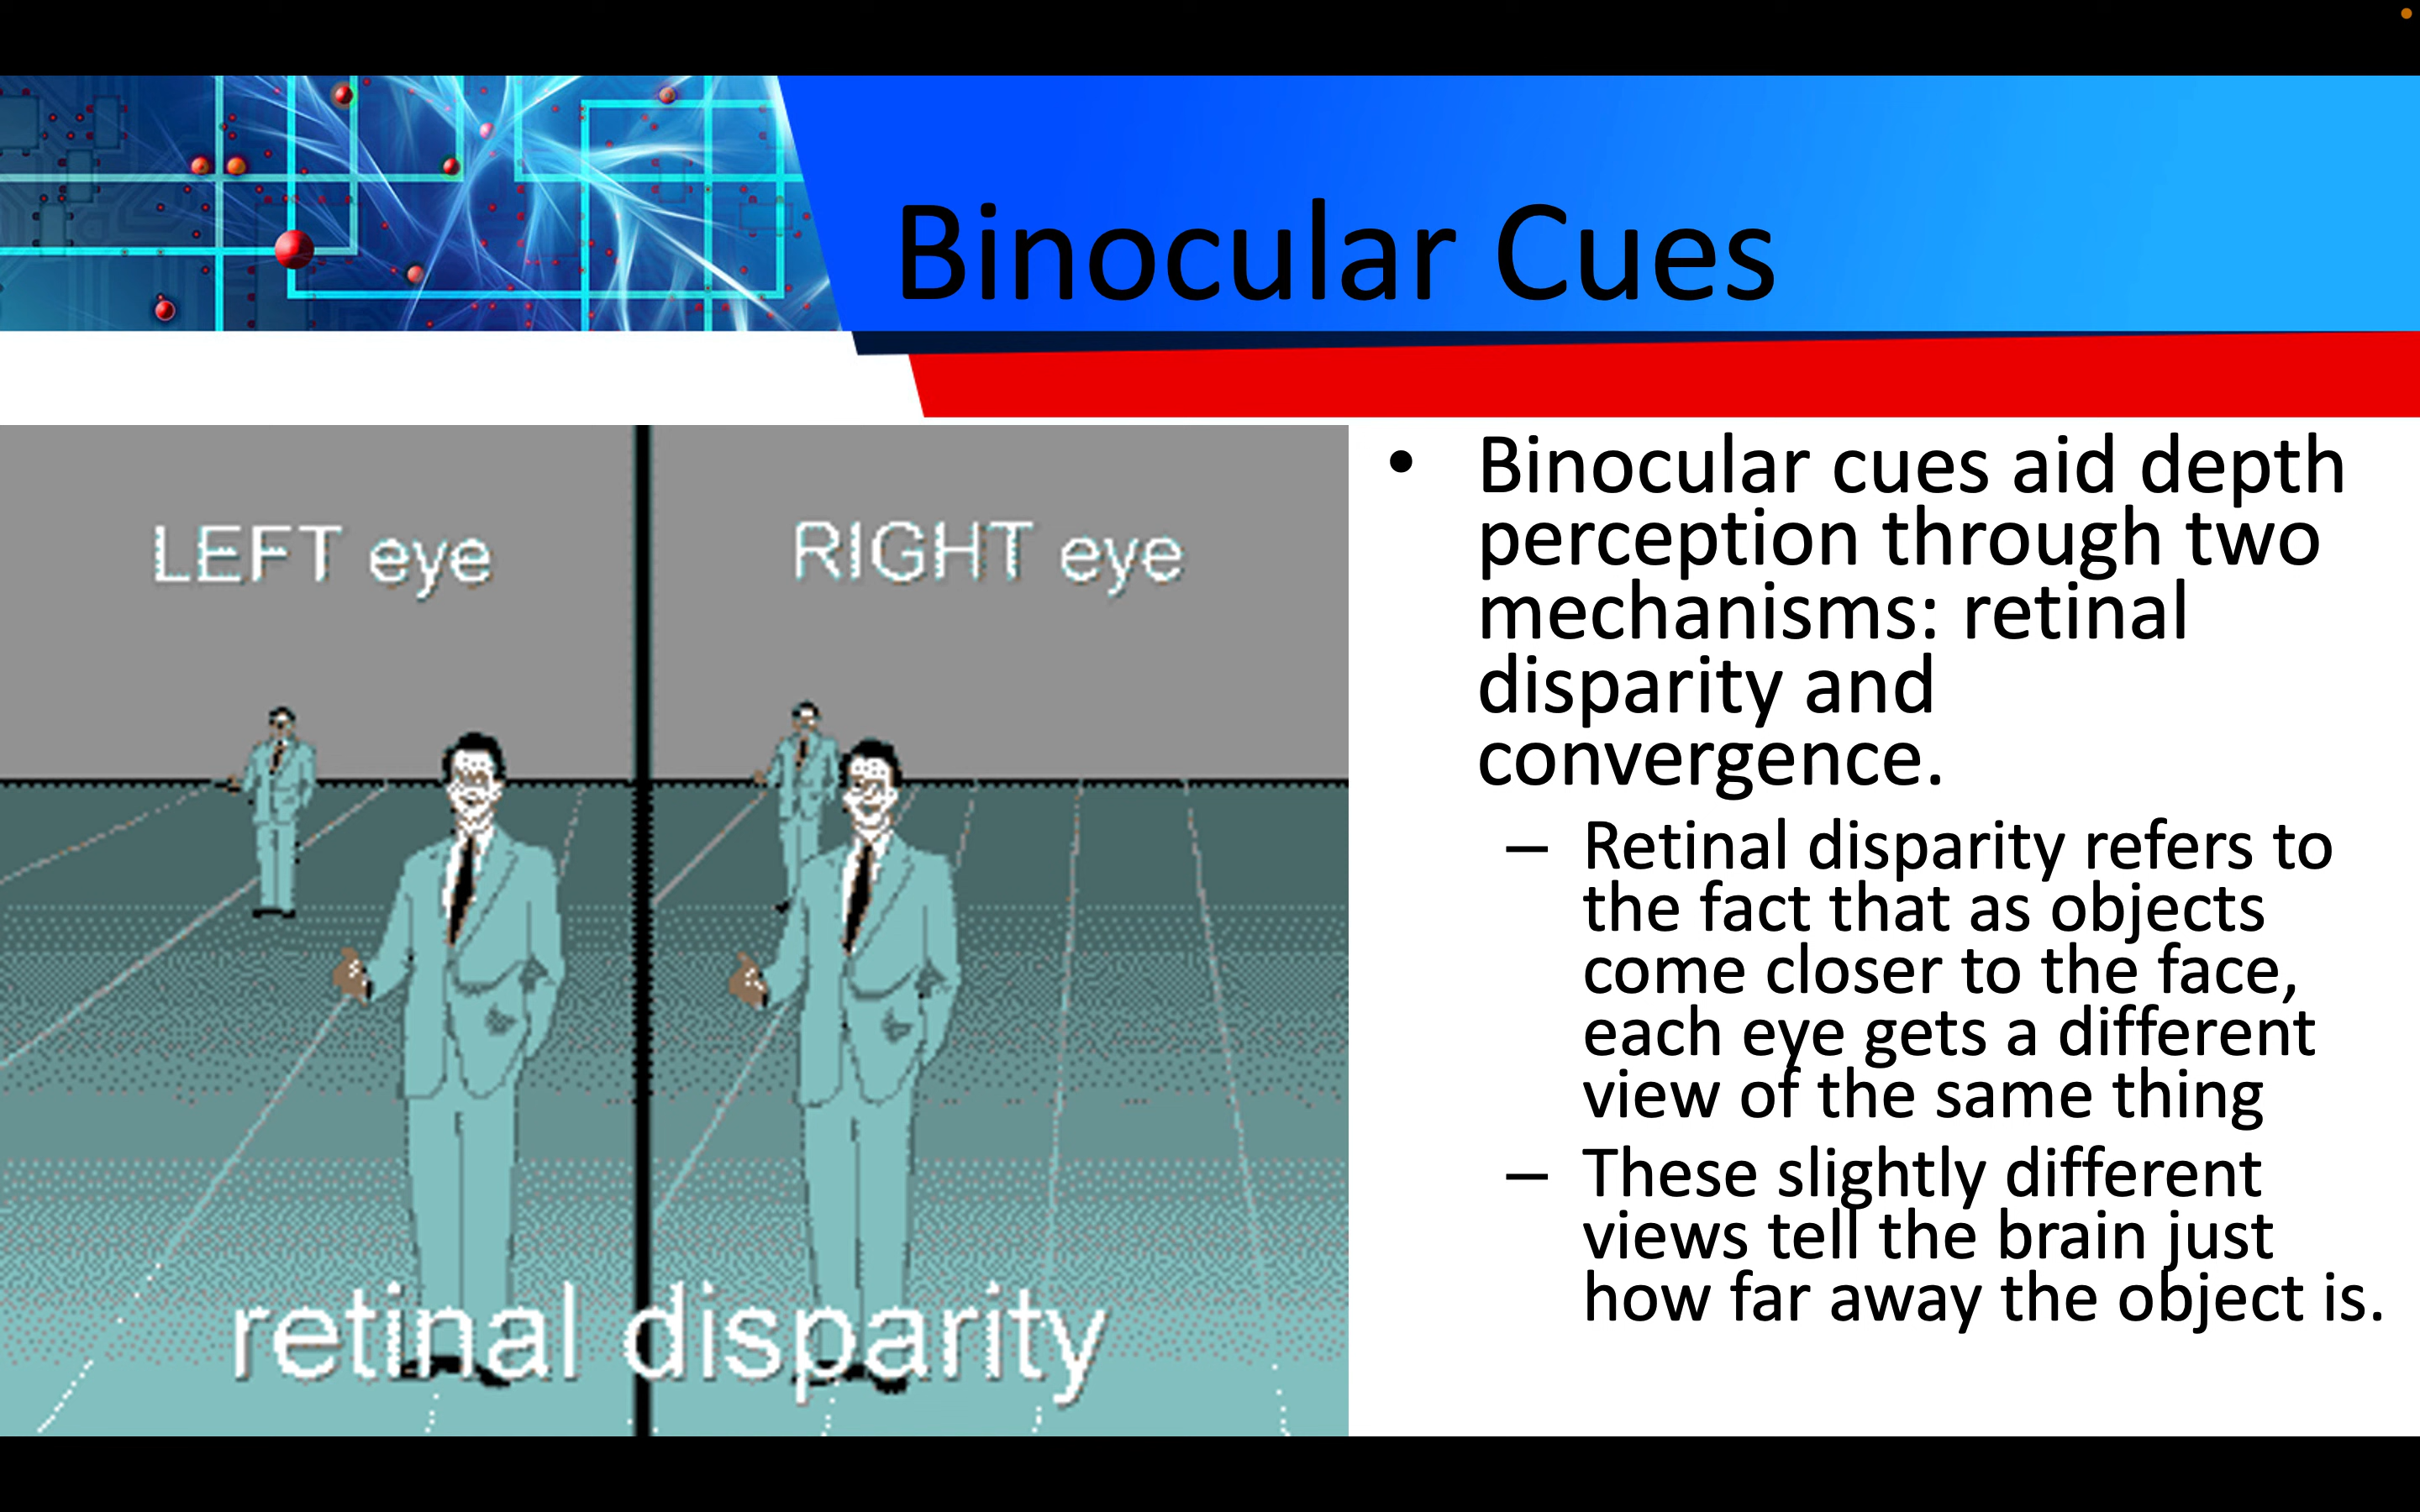 Binocular Cues
LEFT eye
RIGHT eye
retinal disparity
• Binocular cues aid depth
perception through two
mechanisms: retinal
disparity and
convergence.
– Retinal disparity refers to
the fact that as objects
come closer to the face,
each eye gets a different
view of the same thing
– These slightly different
views tell the brain just
how far away the object is.